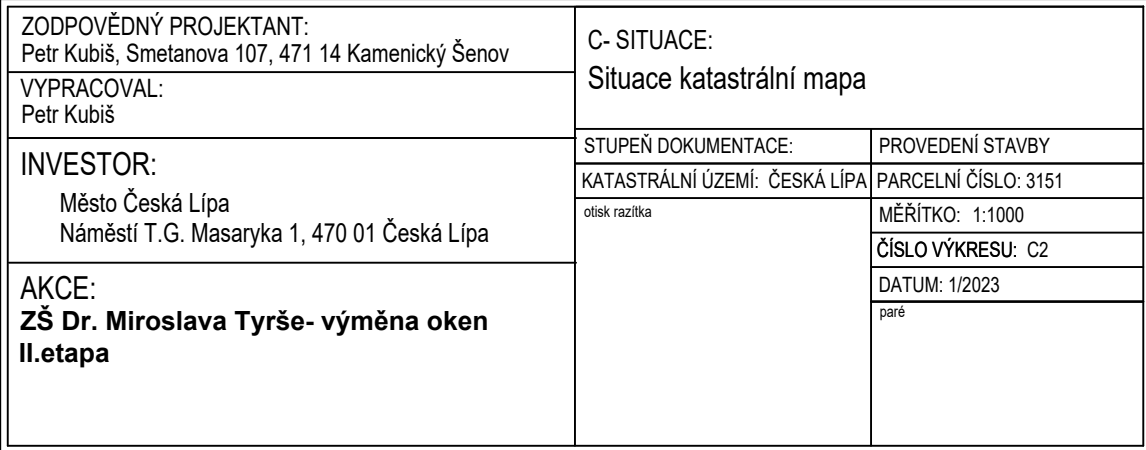 ZODPOVĚDNÝ PROJEKTANT:
Petr Kubiš, Smetanova 107, 471 14 Kamenický Šenov
VYPRACOVAL:
Petr Kubiš
INVESTOR:
Město Česká Lípa
Náměstí T.G. Masaryka 1, 470 01 Česká Lípa
AKCE:
ZŠ Dr. Miroslava Tyrše- výměna oken
II.etapa
C- SITUACE:
Situace katastrální mapa
STUPEŇ DOKUMENTACE:
PROVEDENÍ STAVBY
KATASTRÁLNÍ ÚZEMÍ: ČESKÁ LÍPA
PARCELNÍ ČÍSLO: 3151
otisk razítka
MĚŘÍTKO: 1:1000
ČÍSLO VÝKRESU: C2
DATUM: 1/2023
paré